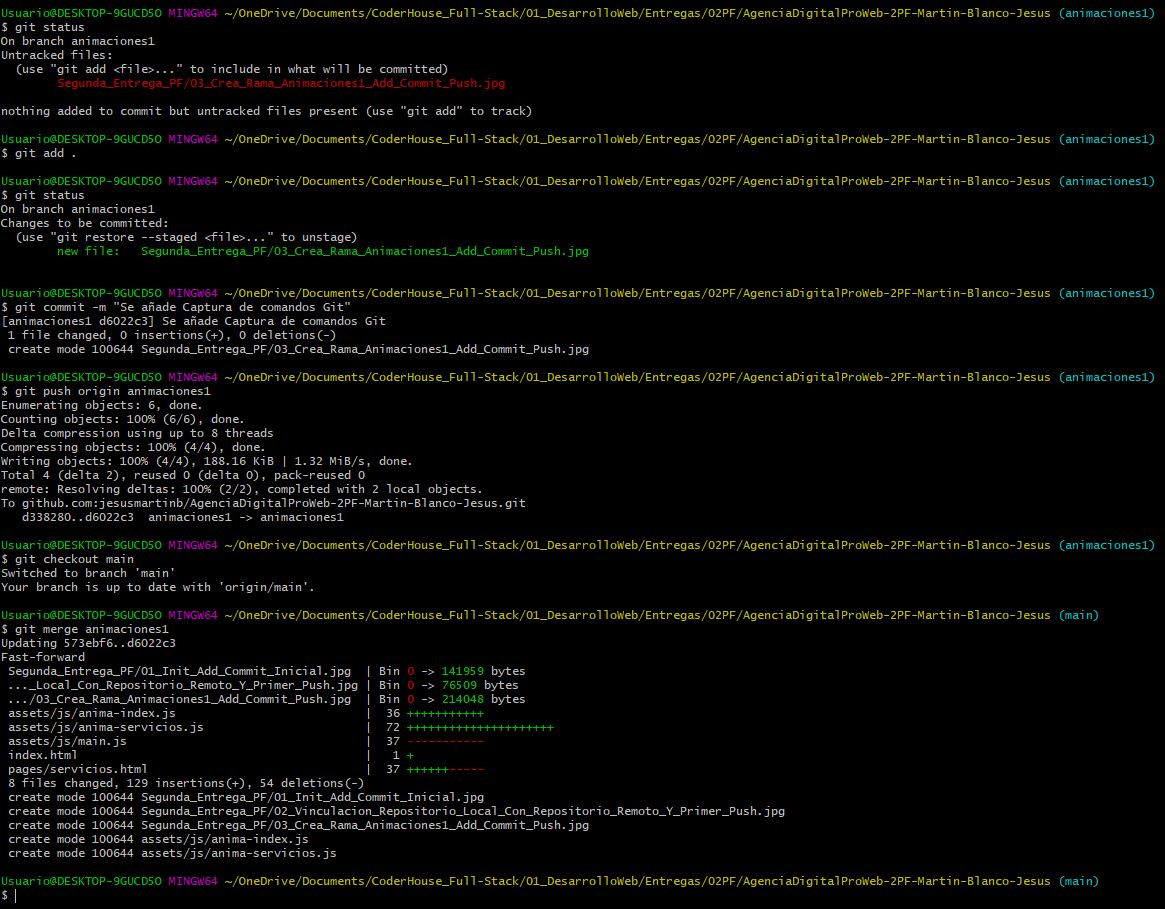 Usuario@DESKTOP-9GUCD5O MINGW64 ~/OneDrive/Documents/CoderHouse_Full-Stack/01_DesarrolloWeb/Entregas/02PF/AgenciaDigitalProWeb-2PF-Martin-Blanco-Jesus (animaciones1)
$ git status
On branch animaciones1
Untracked files:
  (use "git add <file>..." to include in what will be committed)
        Segunda_Entrega_PF/03_Crea_Rama_Animaciones1_Add_Commit_Push.jpg

nothing added to commit but untracked files present (use "git add" to track)

Usuario@DESKTOP-9GUCD5O MINGW64 ~/OneDrive/Documents/CoderHouse_Full-Stack/01_DesarrolloWeb/Entregas/02PF/AgenciaDigitalProWeb-2PF-Martin-Blanco-Jesus (animaciones1)
$ git add .

Usuario@DESKTOP-9GUCD5O MINGW64 ~/OneDrive/Documents/CoderHouse_Full-Stack/01_DesarrolloWeb/Entregas/02PF/AgenciaDigitalProWeb-2PF-Martin-Blanco-Jesus (animaciones1)
$ git status
On branch animaciones1
Changes to be committed:
  (use "git restore --staged <file>..." to unstage)
        new file:   Segunda_Entrega_PF/03_Crea_Rama_Animaciones1_Add_Commit_Push.jpg

Usuario@DESKTOP-9GUCD5O MINGW64 ~/OneDrive/Documents/CoderHouse_Full-Stack/01_DesarrolloWeb/Entregas/02PF/AgenciaDigitalProWeb-2PF-Martin-Blanco-Jesus (animaciones1)
$ git commit -m "Se añade Captura de comandos Git"
[animaciones1 d6022c3] Se añade Captura de comandos Git
 1 file changed, 0 insertions(+), 0 deletions(-)
 create mode 100644 Segunda_Entrega_PF/03_Crea_Rama_Animaciones1_Add_Commit_Push.jpg

Usuario@DESKTOP-9GUCD5O MINGW64 ~/OneDrive/Documents/CoderHouse_Full-Stack/01_DesarrolloWeb/Entregas/02PF/AgenciaDigitalProWeb-2PF-Martin-Blanco-Jesus (animaciones1)
$ git push origin animaciones1
Enumerating objects: 6, done.
Counting objects: 100% (6/6), done.
Delta compression using up to 8 threads
Compressing objects: 100% (4/4), done.
Writing objects: 100% (4/4), 188.16 KiB | 1.32 MiB/s, done.
Total 4 (delta 2), reused 0 (delta 0), pack-reused 0
remote: Resolving deltas: 100% (2/2), completed with 2 local objects.
To github.com:jesusmartinb/AgenciaDigitalProWeb-2PF-Martin-Blanco-Jesus.git
   d338280..d6022c3  animaciones1 -> animaciones1

Usuario@DESKTOP-9GUCD5O MINGW64 ~/OneDrive/Documents/CoderHouse_Full-Stack/01_DesarrolloWeb/Entregas/02PF/AgenciaDigitalProWeb-2PF-Martin-Blanco-Jesus (animaciones1)
$ git checkout main
Switched to branch 'main'
Your branch is up to date with 'origin/main'.

Usuario@DESKTOP-9GUCD5O MINGW64 ~/OneDrive/Documents/CoderHouse_Full-Stack/01_DesarrolloWeb/Entregas/02PF/AgenciaDigitalProWeb-2PF-Martin-Blanco-Jesus (main)
$ git merge animaciones1
Updating 573ebf6..d6022c3
Fast-forward
 Segunda_Entrega_PF/01_Init_Add_Commit_Inicial.jpg  | Bin 0 -> 141959 bytes
 ..._Local_Con_Repositorio_Remoto_Y_Primer_Push.jpg | Bin 0 -> 76509 bytes
 .../03_Crea_Rama_Animaciones1_Add_Commit_Push.jpg  | Bin 0 -> 214048 bytes
 assets/js/anima-index.js                           |  36 +++++++++++
 assets/js/anima-servicios.js                       |  72 +++++++++++++++++++++
 assets/js/main.js                                  |  37 -----------
 index.html                                         |   1 +
 pages/servicios.html                               |  37 ++++++-----
 8 files changed, 129 insertions(+), 54 deletions(-)
 create mode 100644 Segunda_Entrega_PF/01_Init_Add_Commit_Inicial.jpg
 create mode 100644 Segunda_Entrega_PF/02_Vinculacion_Repositorio_Local_Con_Repositorio_Remoto_Y_Primer_Push.jpg
 create mode 100644 Segunda_Entrega_PF/03_Crea_Rama_Animaciones1_Add_Commit_Push.jpg
 create mode 100644 assets/js/anima-index.js
 create mode 100644 assets/js/anima-servicios.js

Usuario@DESKTOP-9GUCD5O MINGW64 ~/OneDrive/Documents/CoderHouse_Full-Stack/01_DesarrolloWeb/Entregas/02PF/AgenciaDigitalProWeb-2PF-Martin-Blanco-Jesus (main)
$